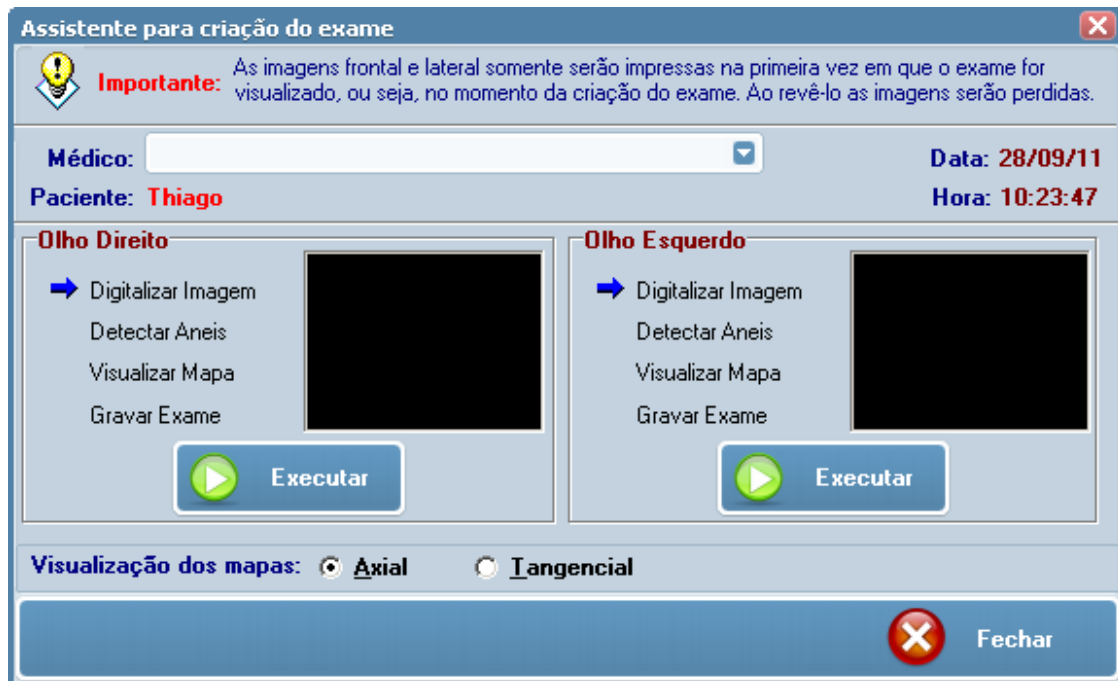 Assistente para criação do exame
Importante: As imagens frontal e lateral somente serão impressas na primeira vez em que o exame for
visualizado, ou seja, no momento da criação do exame. Ao revê-lo as imagens serão perdidas.
Médico:
Data: 28/09/11
Paciente: Thiago
Hora: 10:23:47
Olho Direito
Digitalizar Imagem
Detectar Aneis
Visualizar Mapa
Gravar Exame
Executar
Olho Esquerdo
Digitalizar Imagem
Detectar Aneis
Visualizar Mapa
Gravar Exame
Executar
Visualização dos mapas: Axial Tangencial
Fechar